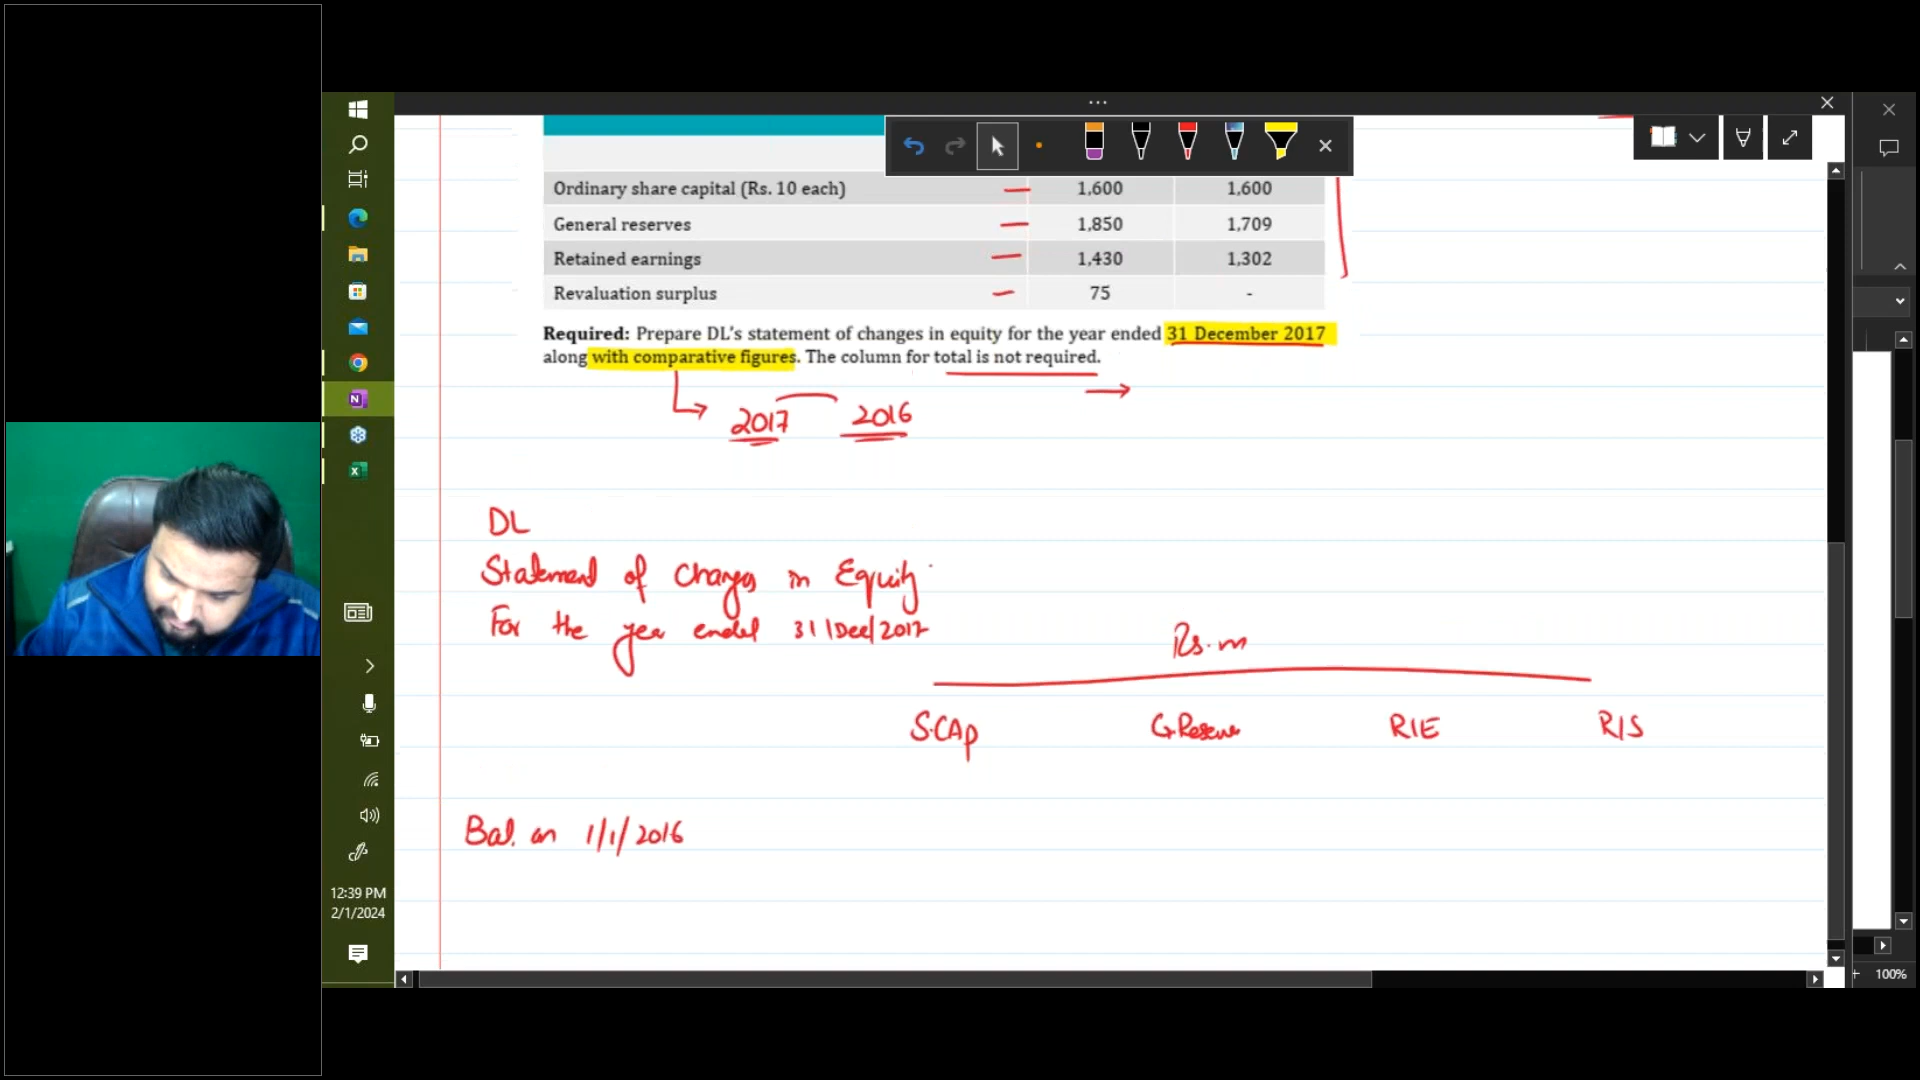 Ordinary share capital (Rs. 10 each) 1,600 1,600
General reserves 1,850 1,709
Retained earnings 1,430 1,302
Revaluation surplus 75 -
Required: Prepare DL's statement of changes in equity for the year ended 31 December 2017
along with comparative figures. The column for total is not required.
2017 2016
DL
Statement of Changes in Equity
For the year ended 31/Dec/2017
Rs.m
S.CAp G.Reserve R/E R/S
Bal. on 1/1/2016
12:39 PM
2/1/2024
100%